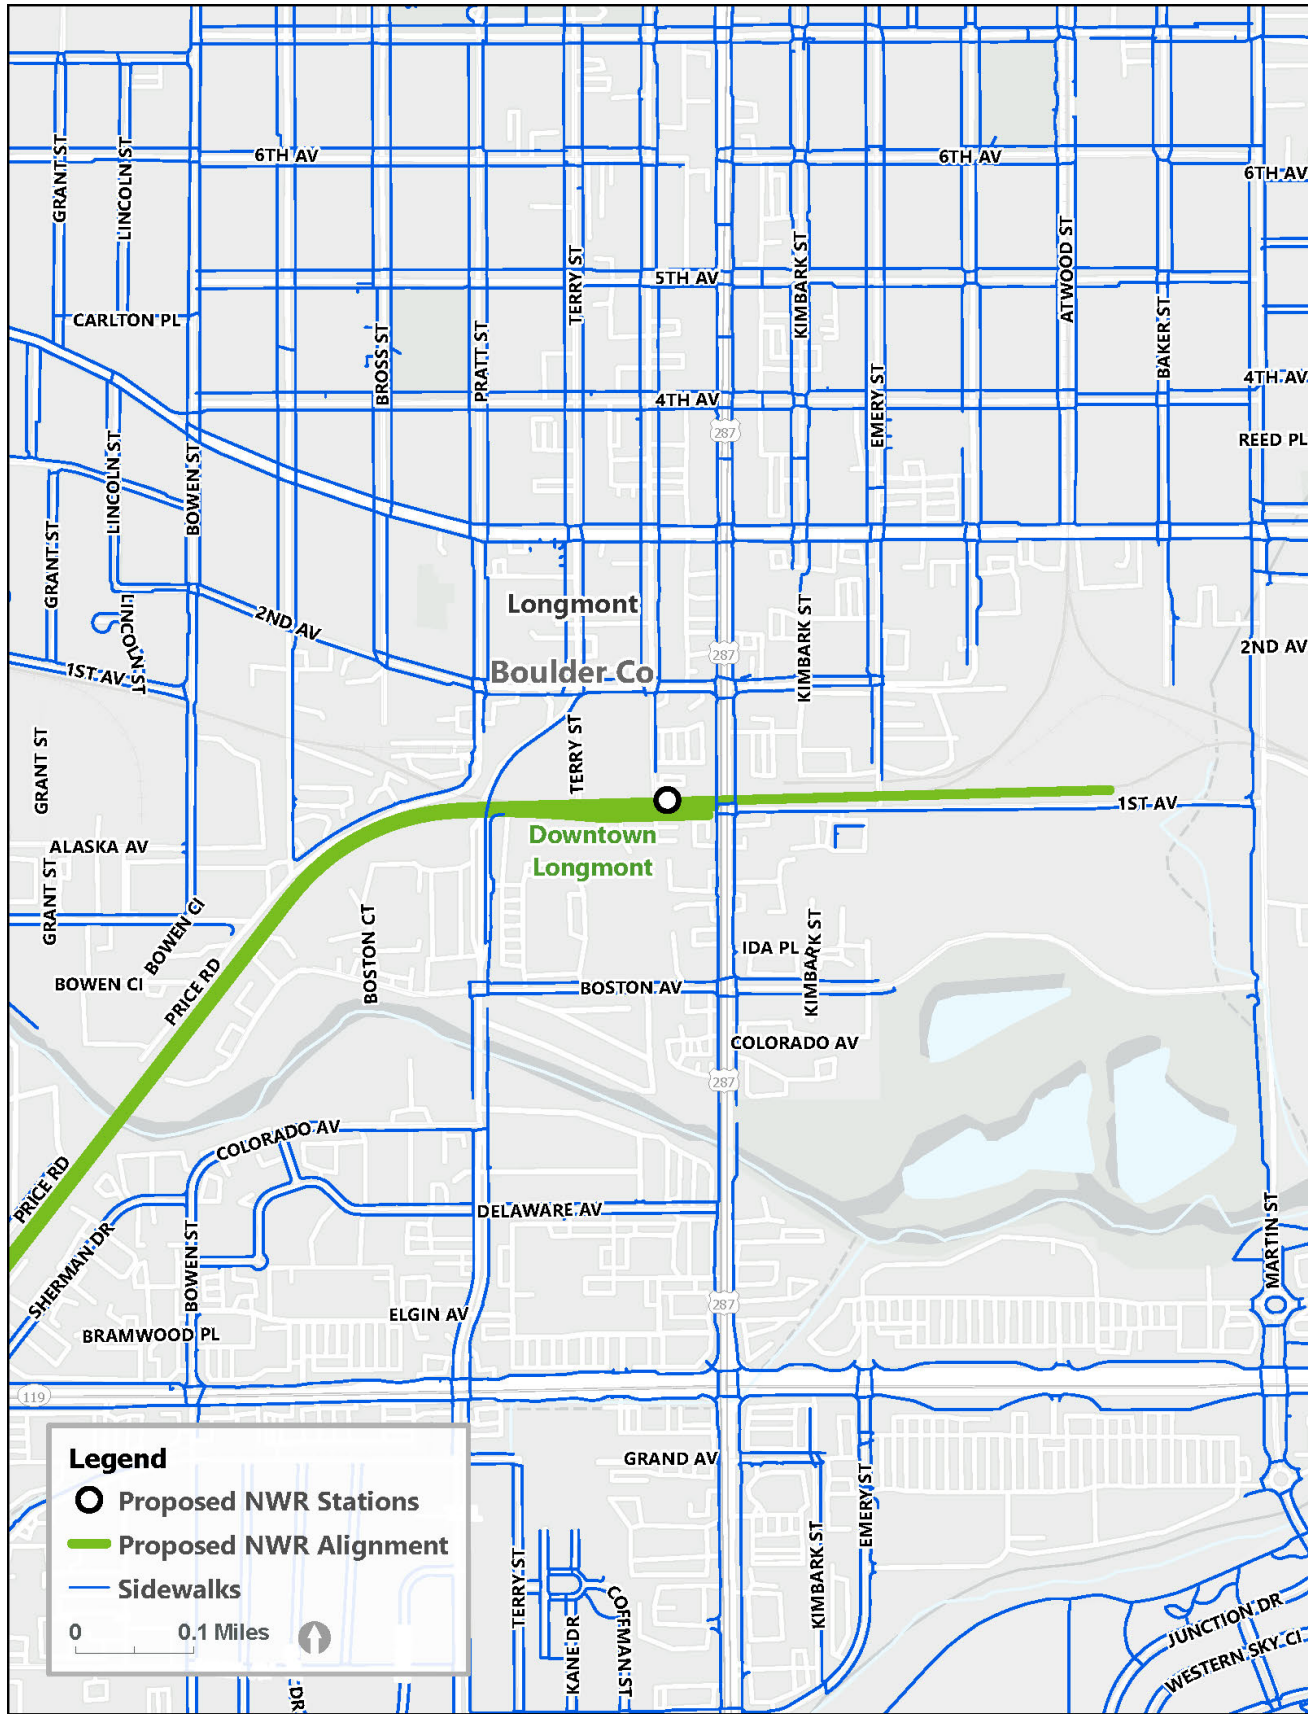 GRANT ST
LINCOLN ST
6TH AV
6TH AV
6TH AV
TERRY ST
KIMBARK ST
ATWOOD ST
5TH AV
CARLTON PL
BROSS ST
PRATT ST
BAKER ST
4TH AV
4TH AV
EMERY ST
287
REED PL
LINCOLN ST
BOWEN ST
GRANT ST
2ND AV
LINCOLN ST
Longmont
KIMBARK ST
287
2ND AV
1ST AV
Boulder Co
GRANT ST
TERRY ST
1ST AV
Downtown
Longmont
ALASKA AV
GRANT ST
BOWEN CI
BOSTON CT
IDA PL
KIMBARK ST
BOWEN CI
PRICE RD
BOSTON AV
COLORADO AV
287
COLORADO AV
PRICE RD
DELAWARE AV
SHERMAN DR
BOWEN ST
MARTIN ST
287
ELGIN AV
BRAMWOOD PL
119
Legend
Proposed NWR Stations
Proposed NWR Alignment
Sidewalks
0 0.1 Miles
GRAND AV
EMERY ST
KIMBARK ST
TERRY ST
KANE DR
COFFMAN ST
JUNCTION DR
WESTERN SKY CI
DR